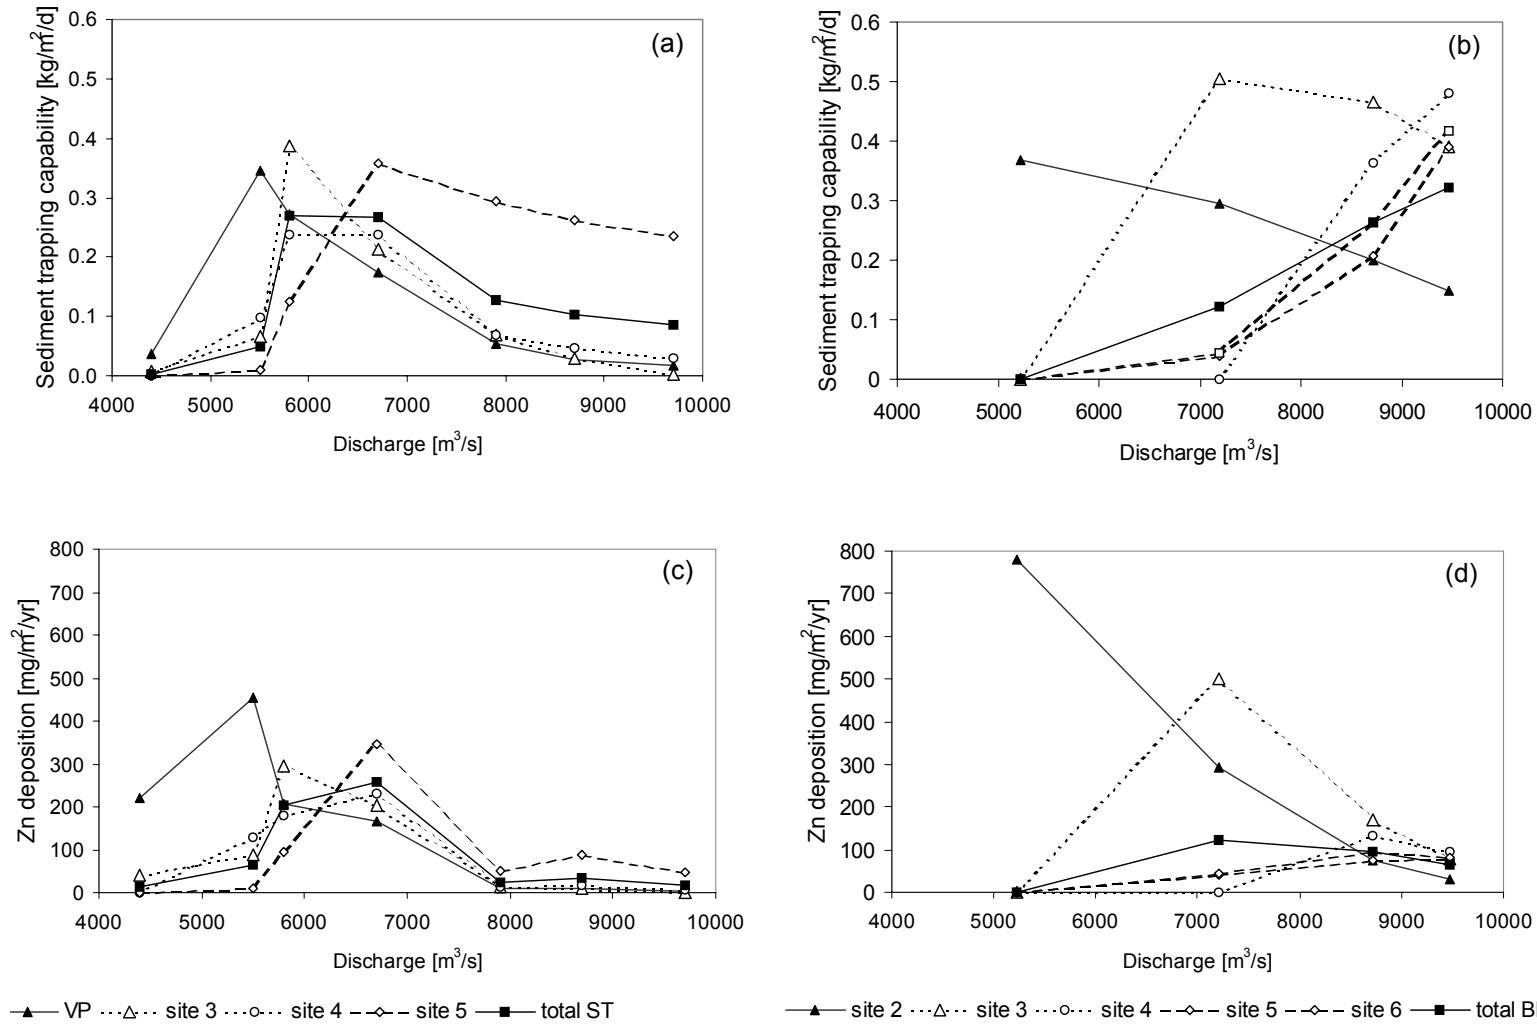 (a)
Sediment trapping capability [kg/m²/d]
0.6
0.5
0.4
0.3
0.2
0.1
0.0
4000 5000 6000 7000 8000 9000 10000
Discharge [m³/s]
(b)
Sediment trapping capability [kg/m²/d]
0.6
0.5
0.4
0.3
0.2
0.1
0
4000 5000 6000 7000 8000 9000 10000
Discharge [m³/s]
(c)
Zn deposition [mg/m²/yr]
800
700
600
500
400
300
200
100
0
4000 5000 6000 7000 8000 9000 10000
Discharge [m³/s]
(d)
Zn deposition [mg/m²/yr]
800
700
600
500
400
300
200
100
0
4000 5000 6000 7000 8000 9000 10000
Discharge [m³/s]
VP site 3 site 4 site 5 total ST
site 2 site 3 site 4 site 5 site 6 total B